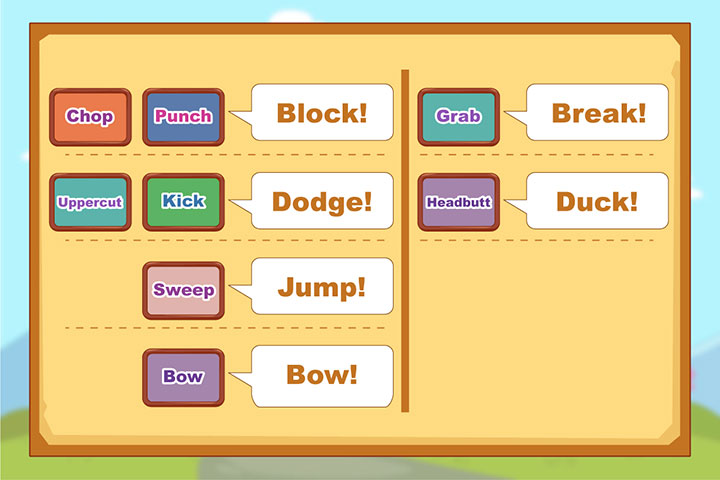 Chop Punch Block!
Uppercut Kick Dodge!
Sweep Jump!
Bow Bow!
Grab Break!
Headbutt Duck!